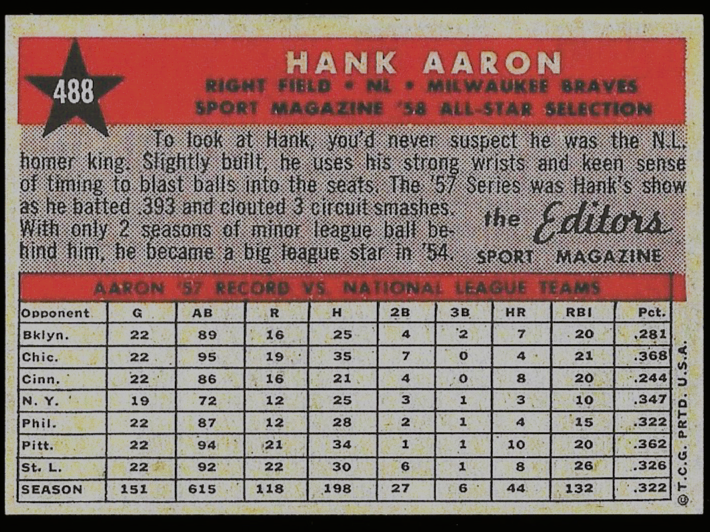 488
HANK AARON
RIGHT FIELD • NL • MILWAUKEE BRAVES
SPORT MAGAZINE '58 ALL-STAR SELECTION
To look at Hank, you'd never suspect he was the N.L.
homer king. Slightly built, he uses his strong wrists and keen sense
of timing to blast balls into the seats. The '57 Series was Hank's show
as he batted .393 and clouted 3 circuit smashes.
With only 2 seasons of minor league ball be-
hind him, he became a big league star in '54.
the Editors
SPORT MAGAZINE
AARON '57 RECORD VS. NATIONAL LEAGUE TEAMS
Opponent G AB R H 2B 3B HR RBI Pct.
Bklyn. 22 89 16 25 4 2 7 20 .281
Chic. 22 95 19 35 7 0 4 21 .368
Cinn. 22 86 16 21 4 0 8 20 .244
N. Y. 19 72 12 25 3 1 3 10 .347
Phil. 22 87 12 28 2 1 4 15 .322
Pitt. 22 94 21 34 1 1 10 20 .362
St. L. 22 92 22 30 6 1 8 26 .326
SEASON 151 615 118 198 27 6 44 132 .322
© T.C.G. PRTD. U.S.A.